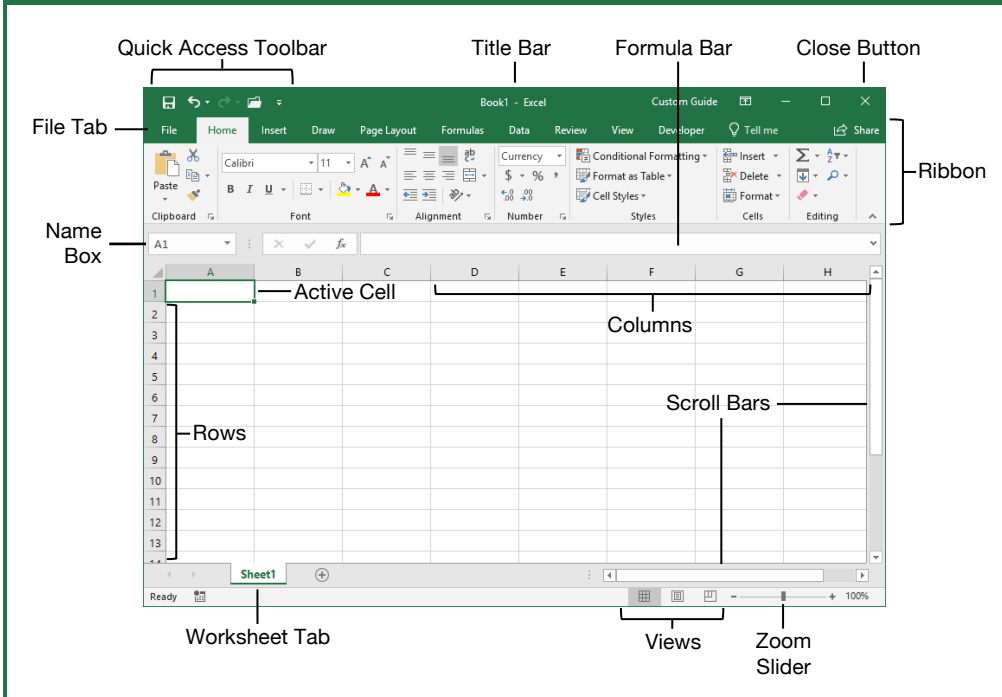 Quick Access Toolbar Title Bar Formula Bar Close Button
Book1 - Excel Custom Guide
File Tab
File Home Insert Draw Page Layout Formulas Data Review View Developer Tell me Share
Calibri 11 ab Currency Conditional Formatting Insert
Paste B I U A $ % , Format as Table Delete
Cell Styles Format
Ribbon
Clipboard Font Alignment Number Styles Cells Editing
Name
Box
A1 fx
A B C D E F G H
1 Active Cell
2
Columns
3
4
5
6
Scroll Bars
7
8 Rows
9
10
11
12
13
14
Sheet1
Ready 100%
Worksheet Tab Views Zoom
Slider